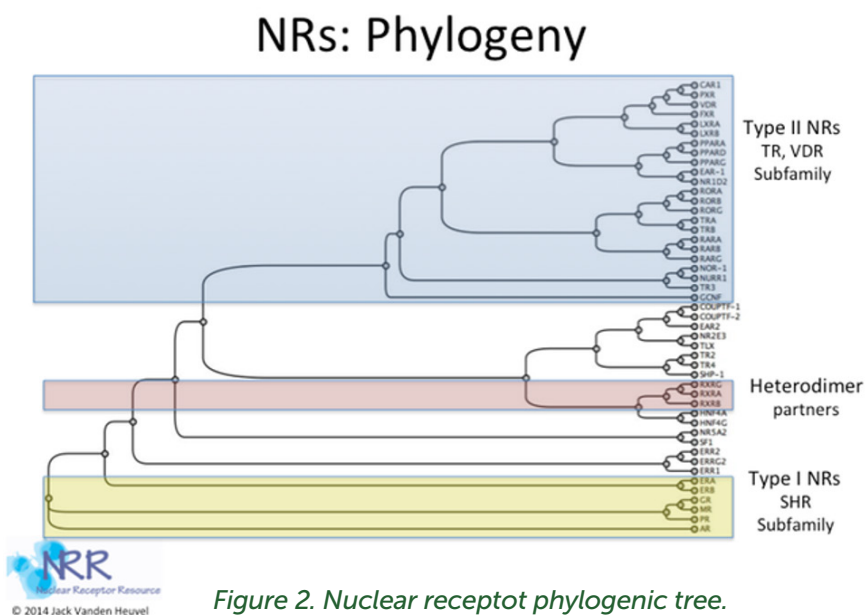 NRs: Phylogeny
CAR1
PXR
VDR
FXR
LXRA
LXRB
PPARA
PPARD
PPARG
EAR-1
NR1D2
RORA
RORB
RORG
TRA
TRB
RARA
RARB
RARG
NOR-1
NURR1
TR3
GCNF
COUPTF-1
COUPTF-2
EAR2
NR2E3
TLX
TR2
TR4
SHP-1
RXRG
RXRA
RXRB
HNF4A
HNF4G
NR5A2
SF1
ERR2
ERRG2
ERR1
ERA
ERB
GR
MR
PR
AR
Type II NRs
TR, VDR
Subfamily
Heterodimer
partners
Type I NRs
SHR
Subfamily
NRR
Nuclear Receptor Resource
© 2014 Jack Vanden Heuvel
Figure 2. Nuclear receptot phylogenic tree.